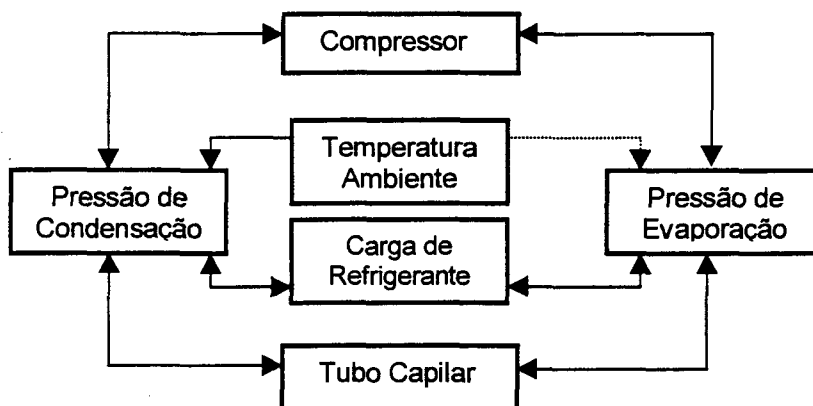 Compressor
Temperatura
Ambiente
Pressão de
Condensação
Pressão de
Evaporação
Carga de
Refrigerante
Tubo Capilar